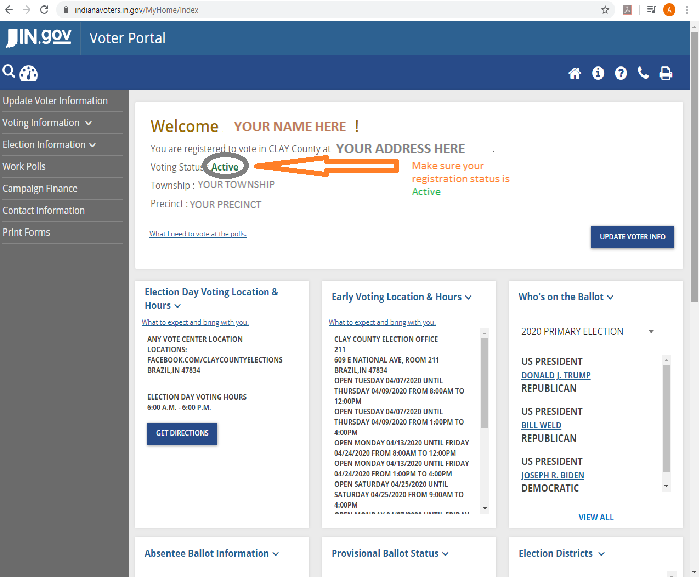 indianavoters.in.gov/MyHome/Index
A
IN.gov
Voter Portal
Update Voter Information
Voting Information
Election Information
Work Polls
Campaign Finance
Contact Information
Print Forms
Welcome YOUR NAME HERE !
You are registered to vote in CLAY County at YOUR ADDRESS HERE .
Voting Status: Active
Township : YOUR TOWNSHIP
Precinct : YOUR PRECINCT
Make sure your
registration status is
Active
What I need to vote at the polls.
UPDATE VOTER INFO
Election Day Voting Location &
Hours
What to expect and bring with you.
ANY VOTE CENTER LOCATION
LOCATIONS:
FACEBOOK.COM/CLAYCOUNTYELECTIONS
BRAZIL,IN 47834
ELECTION DAY VOTING HOURS
6:00 A.M. - 6:00 P.M.
GET DIRECTIONS
Early Voting Location & Hours
What to expect and bring with you.
CLAY COUNTY ELECTION OFFICE
211
609 E NATIONAL AVE, ROOM 211
BRAZIL,IN 47834
OPEN TUESDAY 04/07/2020 UNTIL
THURSDAY 04/09/2020 FROM 8:00AM TO
12:00PM
OPEN TUESDAY 04/07/2020 UNTIL
THURSDAY 04/09/2020 FROM 1:00PM TO
4:00PM
OPEN MONDAY 04/13/2020 UNTIL FRIDAY
04/24/2020 FROM 8:00AM TO 12:00PM
OPEN MONDAY 04/13/2020 UNTIL FRIDAY
04/24/2020 FROM 1:00PM TO 4:00PM
OPEN SATURDAY 04/25/2020 UNTIL
SATURDAY 04/25/2020 FROM 9:00AM TO
4:00PM
Who's on the Ballot
2020 PRIMARY ELECTION
US PRESIDENT
DONALD J. TRUMP
REPUBLICAN
US PRESIDENT
BILL WELD
REPUBLICAN
US PRESIDENT
JOSEPH R. BIDEN
DEMOCRATIC
VIEW ALL
Absentee Ballot Information
Provisional Ballot Status
Election Districts